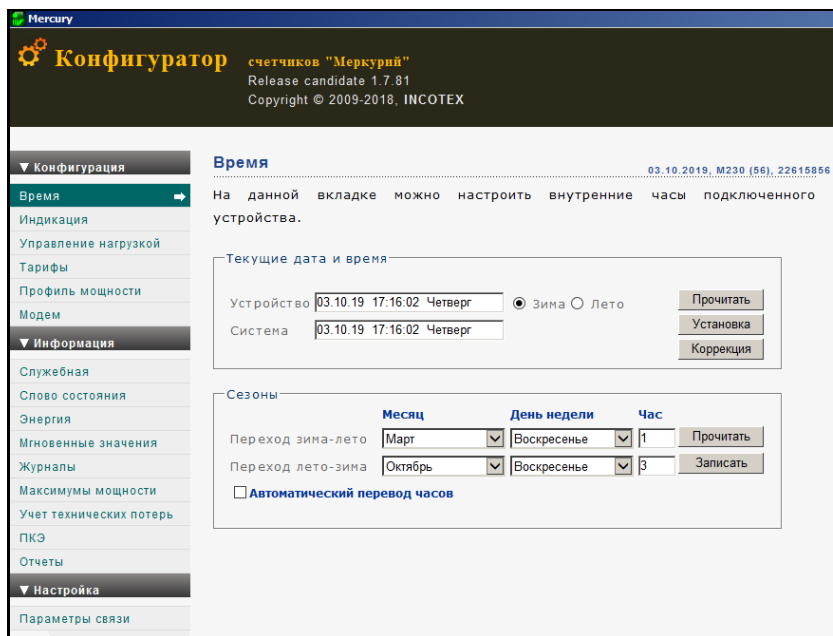 Mercury
Конфигуратор
счетчиков "Меркурий"
Release candidate 1.7.81
Copyright © 2009-2018, INCOTEX
▼ Конфигурация
Время
Индикация
Управление нагрузкой
Тарифы
Профиль мощности
Модем
▼ Информация
Служебная
Слово состояния
Энергия
Мгновенные значения
Журналы
Максимумы мощности
Учет технических потерь
ПКЭ
Отчеты
▼ Настройка
Параметры связи
Время
03.10.2019, M230 (56), 22615856
На данной вкладке можно настроить внутренние часы подключенного
устройства.
Текущие дата и время
Устройство 03.10.19 17:16:02 Четверг Зима Лето Прочитать
Система 03.10.19 17:16:02 Четверг Установка
Коррекция
Сезоны
Месяц День недели Час
Переход зима-лето Март Воскресенье 1 Прочитать
Переход лето-зима Октябрь Воскресенье 3 Записать
Автоматический перевод часов